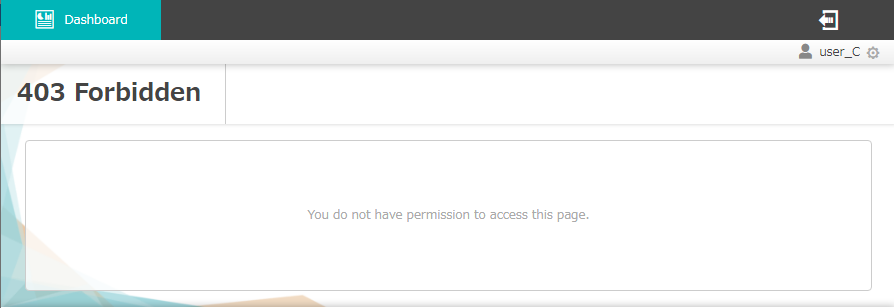 Dashboard
user_C
403 Forbidden
You do not have permission to access this page.